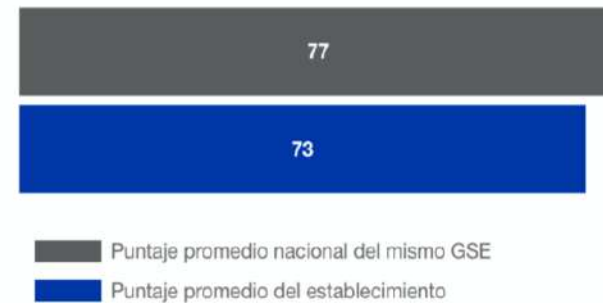 77
73
Puntaje promedio nacional del mismo GSE
Puntaje promedio del establecimiento